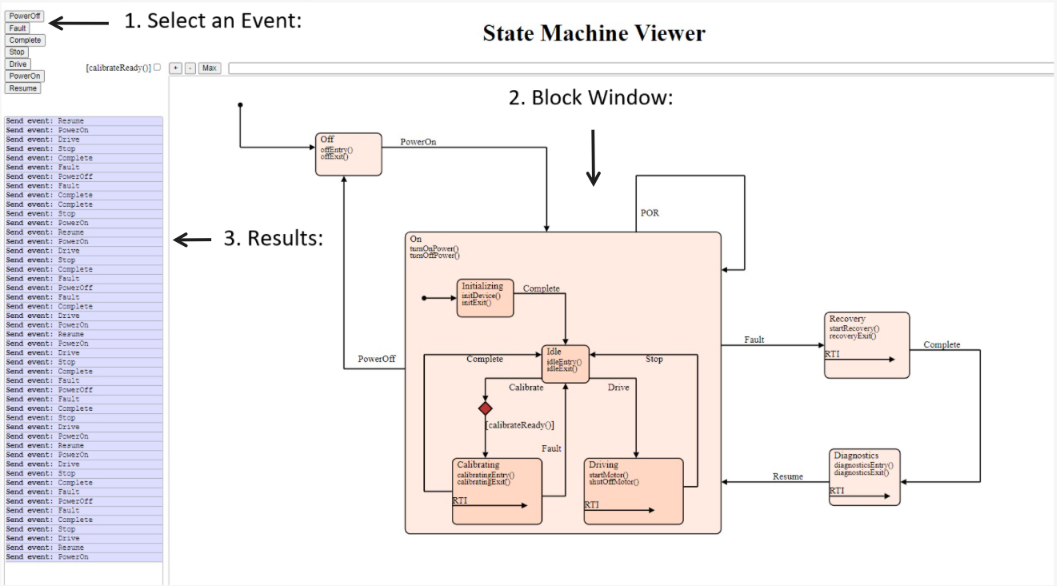 PowerOff
Fault
Complete
Stop
Drive
PowerOn
Resume
1. Select an Event:
State Machine Viewer
[calibrateReady()]
+
-
Max
2. Block Window:
3. Results:
Send event: Resume
Send event: PowerOn
Send event: Drive
Send event: Stop
Send event: Complete
Send event: Fault
Send event: PowerOff
Send event: Fault
Send event: Complete
Send event: Complete
Send event: Stop
Send event: PowerOn
Send event: Resume
Send event: PowerOn
Send event: Drive
Send event: Stop
Send event: Complete
Send event: Fault
Send event: PowerOff
Send event: Fault
Send event: Complete
Send event: Drive
Send event: PowerOn
Send event: Resume
Send event: PowerOn
Send event: Drive
Send event: Stop
Send event: Complete
Send event: Fault
Send event: PowerOff
Send event: Fault
Send event: Complete
Send event: Stop
Send event: Drive
Send event: PowerOn
Send event: Resume
Send event: PowerOn
Send event: Drive
Send event: Stop
Send event: Complete
Send event: Fault
Send event: PowerOff
Send event: Fault
Send event: Complete
Send event: Stop
Send event: Drive
Send event: Resume
Send event: PowerOn
Off
offEntry()
offExit()
PowerOn
POR
On
turnOnPower()
turnOffPower()
Initializing
initDevice()
initExit()
Complete
Idle
idleEntry()
idleExit()
Complete
Stop
Calibrate
Drive
[calibrateReady()]
Fault
Calibrating
calibratingEntry()
calibratingExit()
RTI
Driving
startMotor()
shutOffMotor()
RTI
PowerOff
Fault
Recovery
startRecovery()
recoveryExit()
RTI
Complete
Diagnostics
diagnosticsEntry()
diagnosticsExit()
RTI
Resume